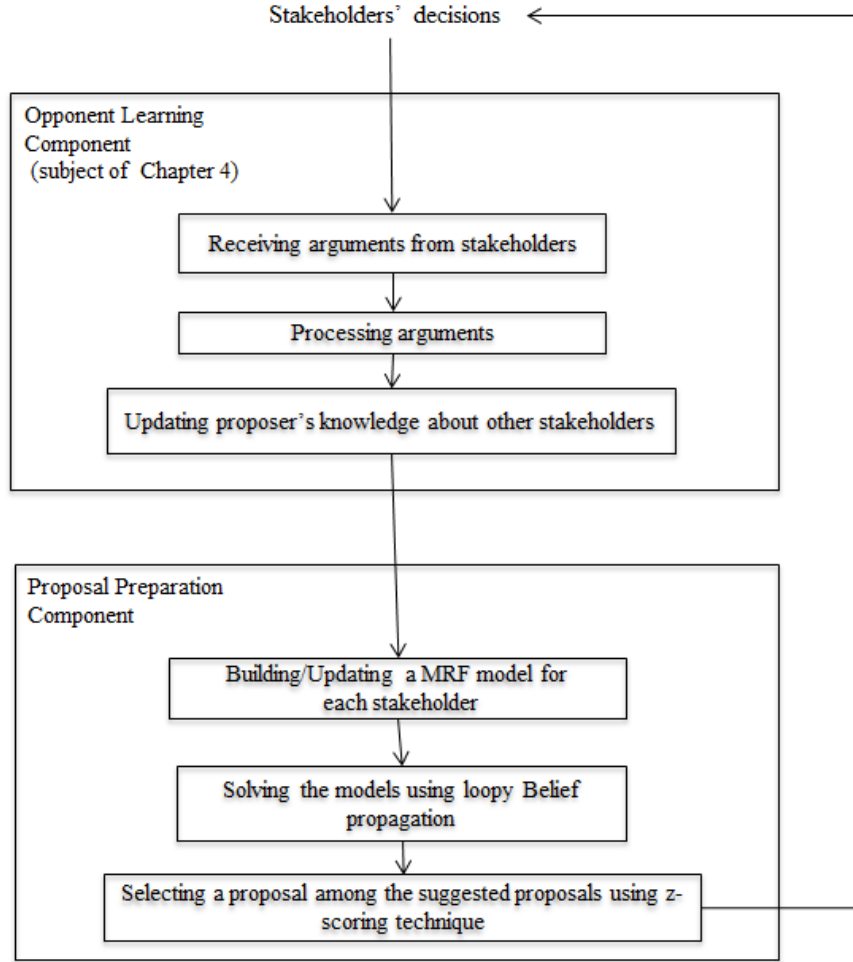 Stakeholders’ decisions
Opponent Learning
Component
(subject of Chapter 4)
Receiving arguments from stakeholders
Processing arguments
Updating proposer’s knowledge about other stakeholders
Proposal Preparation
Component
Building/Updating a MRF model for
each stakeholder
Solving the models using loopy Belief
propagation
Selecting a proposal among the suggested proposals using z-
scoring technique